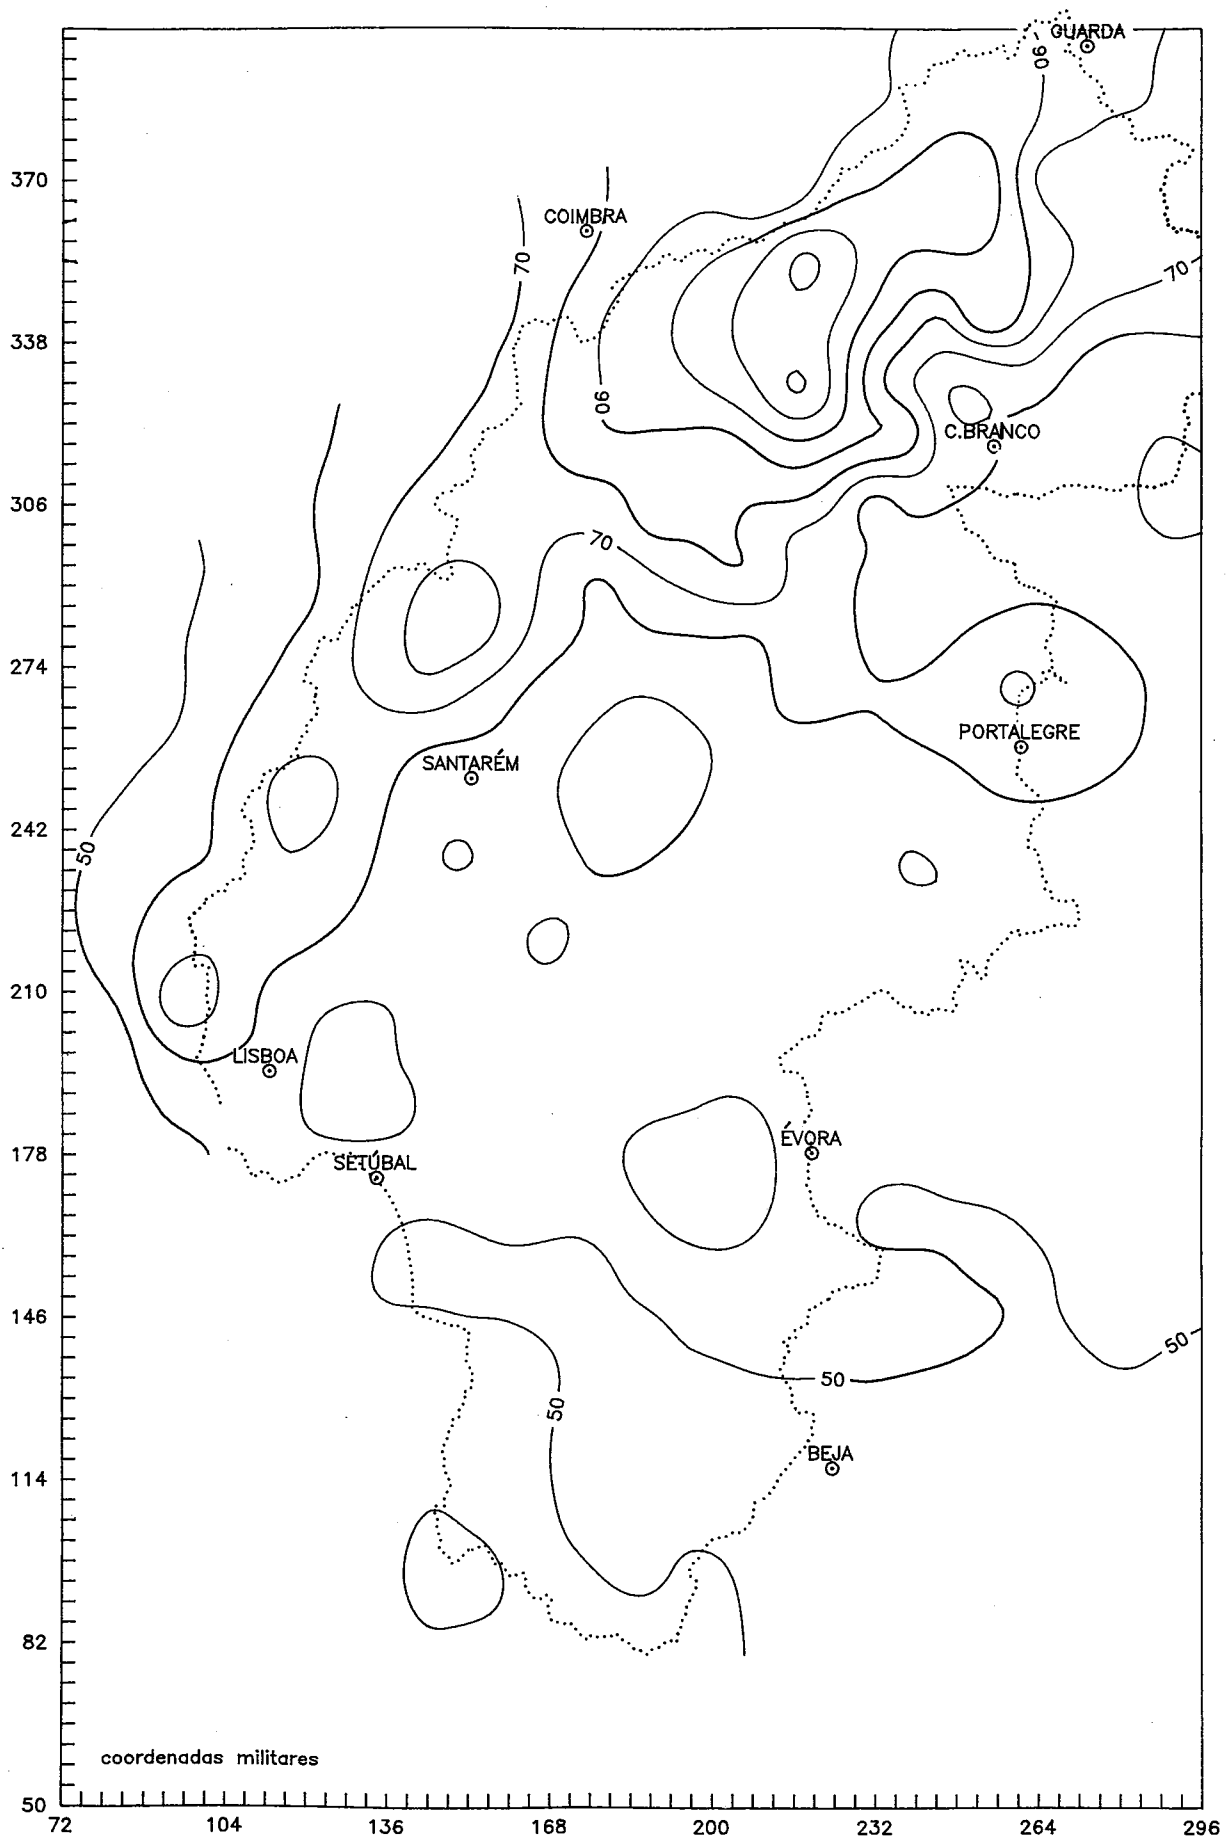 GUARDA
90
370
COIMBRA
70
70
338
90
C.BRANCO
306
70
274
PORTALEGRE
SANTARÉM
242
50
210
LISBOA
ÉVORA
178
SETÚBAL
146
50
50
50
BEJA
114
82
coordenadas militares
50
72 104 136 168 200 232 264 296